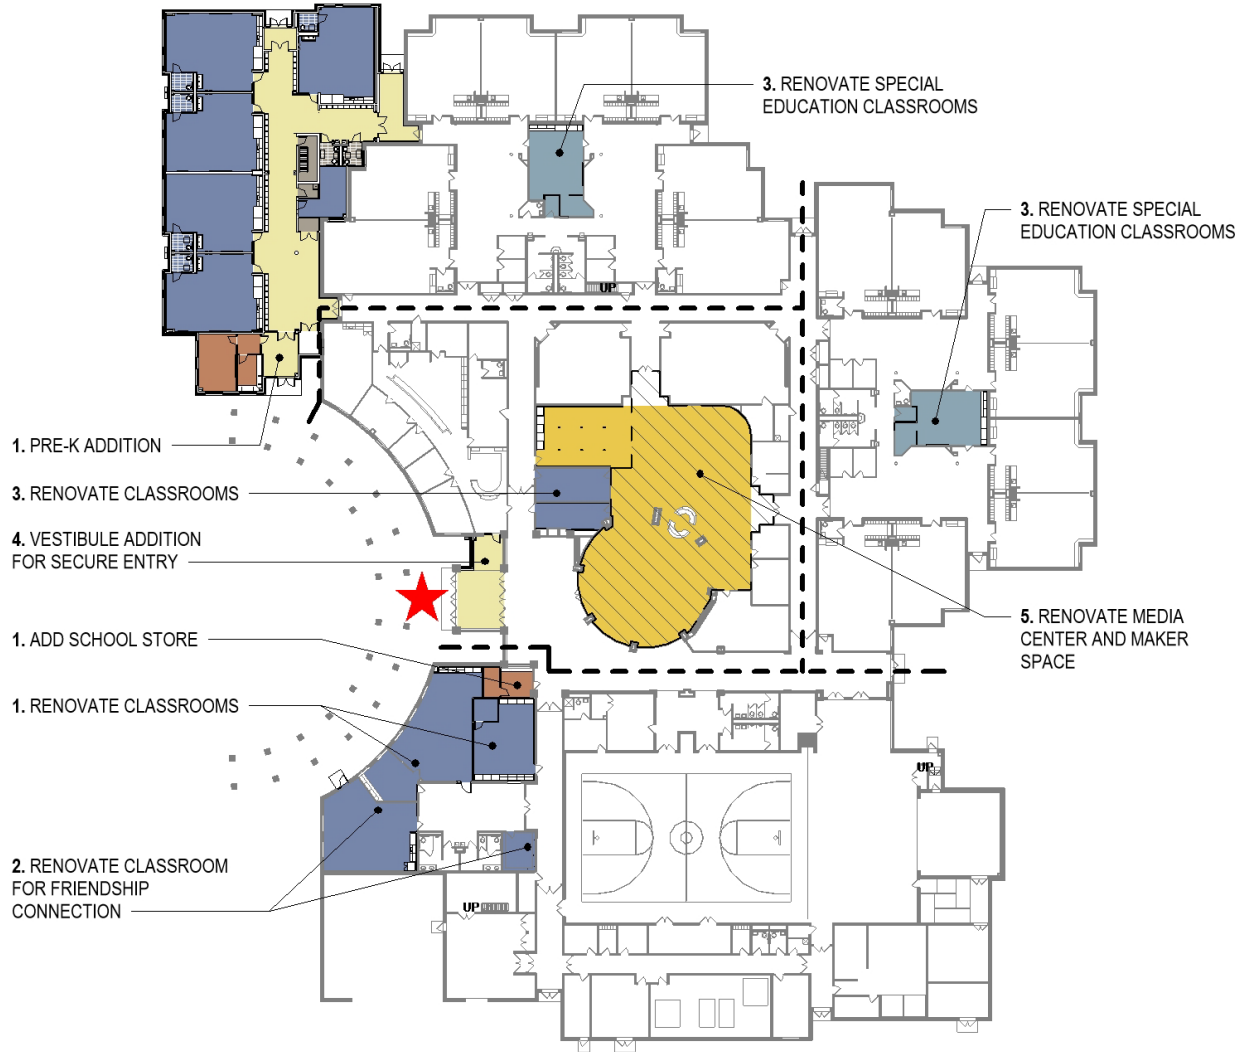 3. RENOVATE SPECIAL
EDUCATION CLASSROOMS
3. RENOVATE SPECIAL
EDUCATION CLASSROOMS
UP
1. PRE-K ADDITION
3. RENOVATE CLASSROOMS
4. VESTIBULE ADDITION
FOR SECURE ENTRY
1. ADD SCHOOL STORE
5. RENOVATE MEDIA
CENTER AND MAKER
SPACE
1. RENOVATE CLASSROOMS
UP
2. RENOVATE CLASSROOM
FOR FRIENDSHIP
CONNECTION
UP